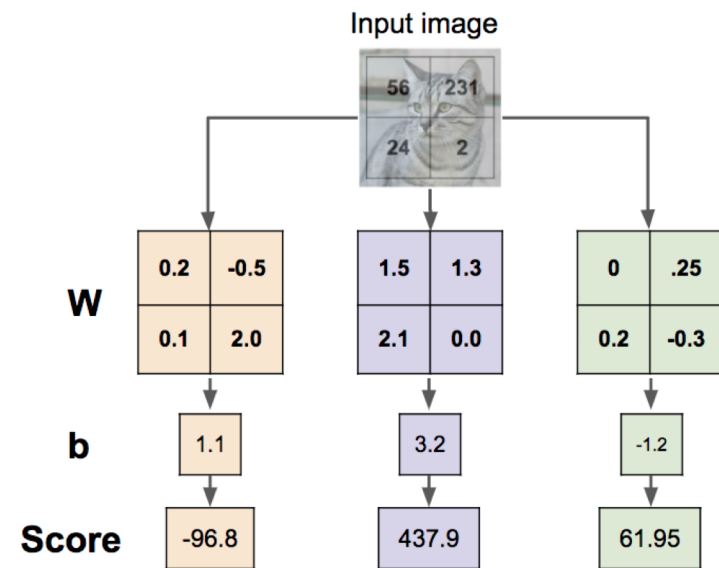 Input image
56 231
24 2
W
0.2 -0.5 1.5 1.3 0 .25
0.1 2.0 2.1 0.0 0.2 -0.3
b 1.1 3.2 -1.2
Score -96.8 437.9 61.95